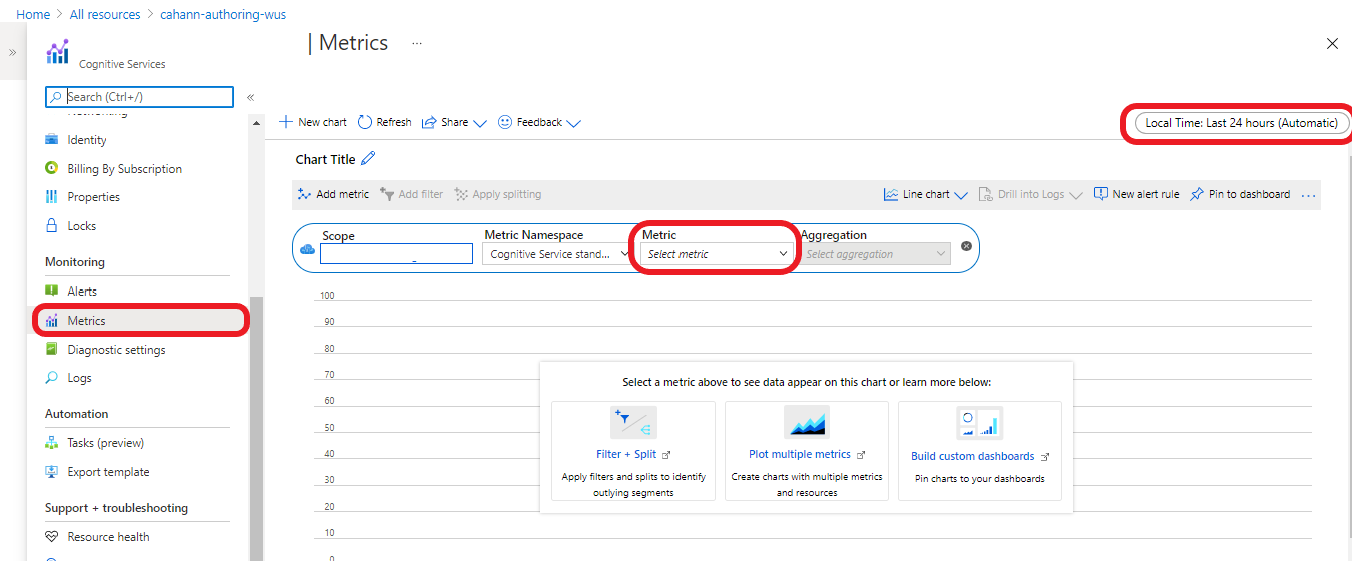 Home > All resources > cahann-authoring-wus
»
| Metrics ...
Cognitive Services
Search (Ctrl+/)
«
Networking
Identity
Billing By Subscription
Properties
Locks
Monitoring
Alerts
Metrics
Diagnostic settings
Logs
Automation
Tasks (preview)
Export template
Support + troubleshooting
Resource health
New chart Refresh Share Feedback
Local Time: Last 24 hours (Automatic)
Chart Title
Add metric Add filter Apply splitting Line chart Drill into Logs New alert rule Pin to dashboard ...
Scope Metric Namespace Metric Aggregation
Cognitive Service stand... Select metric Select aggregation
100
90
80
70
60
50
40
30
20
10
0
Select a metric above to see data appear on this chart or learn more below:
Filter + Split
Apply filters and splits to identify
outlying segments
Plot multiple metrics
Create charts with multiple metrics
and resources
Build custom dashboards
Pin charts to your dashboards